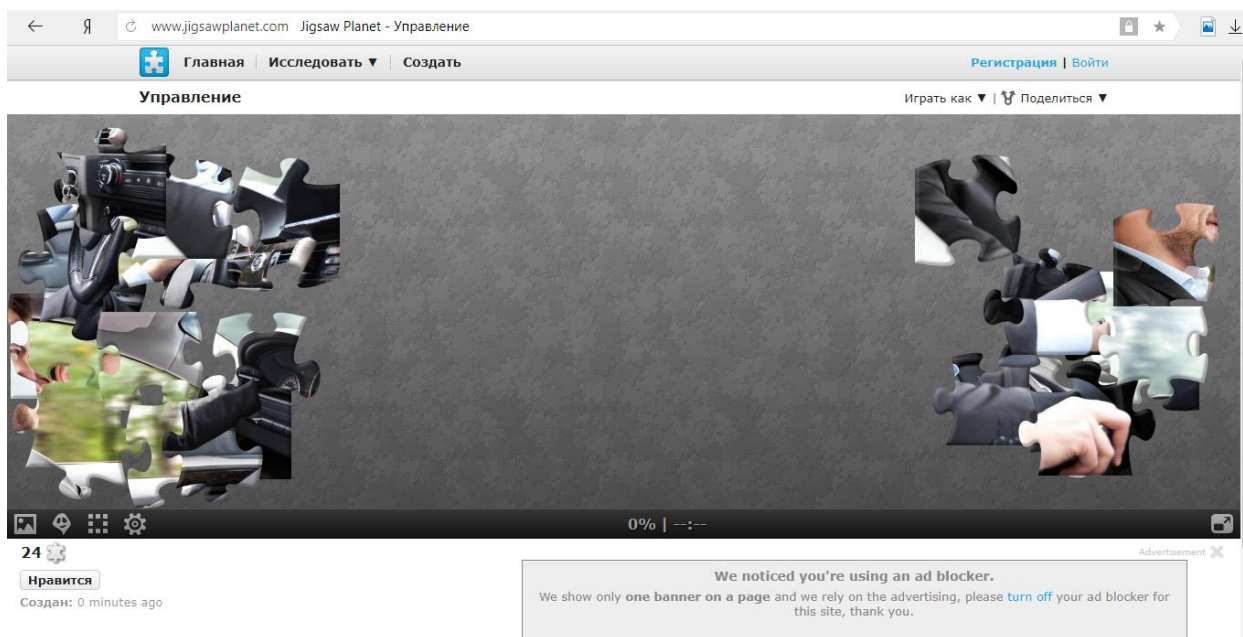 Я www.jigsawplanet.com Jigsaw Planet - Управление
Главная Исследовать ▼ Создать Регистрация | Войти
Управление Играть как ▼ | Поделиться ▼
0% | --:--
24
Advertisement
Нравится
Создан: 0 minutes ago
We noticed you're using an ad blocker.
We show only one banner on a page and we rely on the advertising, please turn off your ad blocker for
this site, thank you.